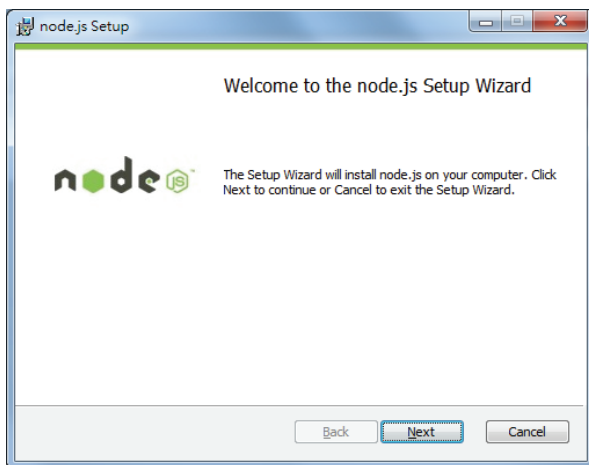 node.js Setup
Welcome to the node.js Setup Wizard
node JS
The Setup Wizard will install node.js on your computer. Click
Next to continue or Cancel to exit the Setup Wizard.
Back Next Cancel